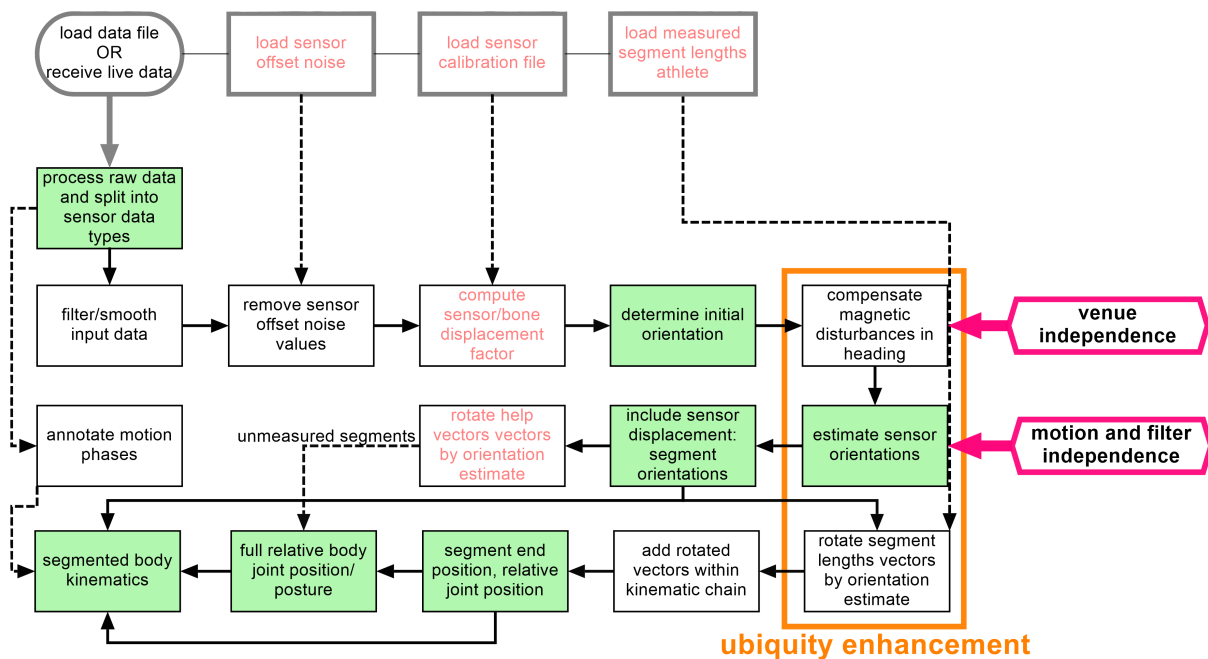 load data file
OR
receive live data
load sensor
offset noise
load sensor
calibration file
load measured
segment lengths
athlete
process raw data
and split into
sensor data
types
filter/smooth
input data
remove sensor
offset noise
values
compute
sensor/bone
displacement
factor
determine initial
orientation
compensate
magnetic
disturbances in
heading
venue
independence
annotate motion
phases
unmeasured segments
rotate help
vectors vectors
by orientation
estimate
include sensor
displacement:
segment
orientations
estimate sensor
orientations
motion and filter
independence
segmented body
kinematics
full relative body
joint position/
posture
segment end
position, relative
joint position
add rotated
vectors within
kinematic chain
rotate segment
lengths vectors
by orientation
estimate
ubiquity enhancement